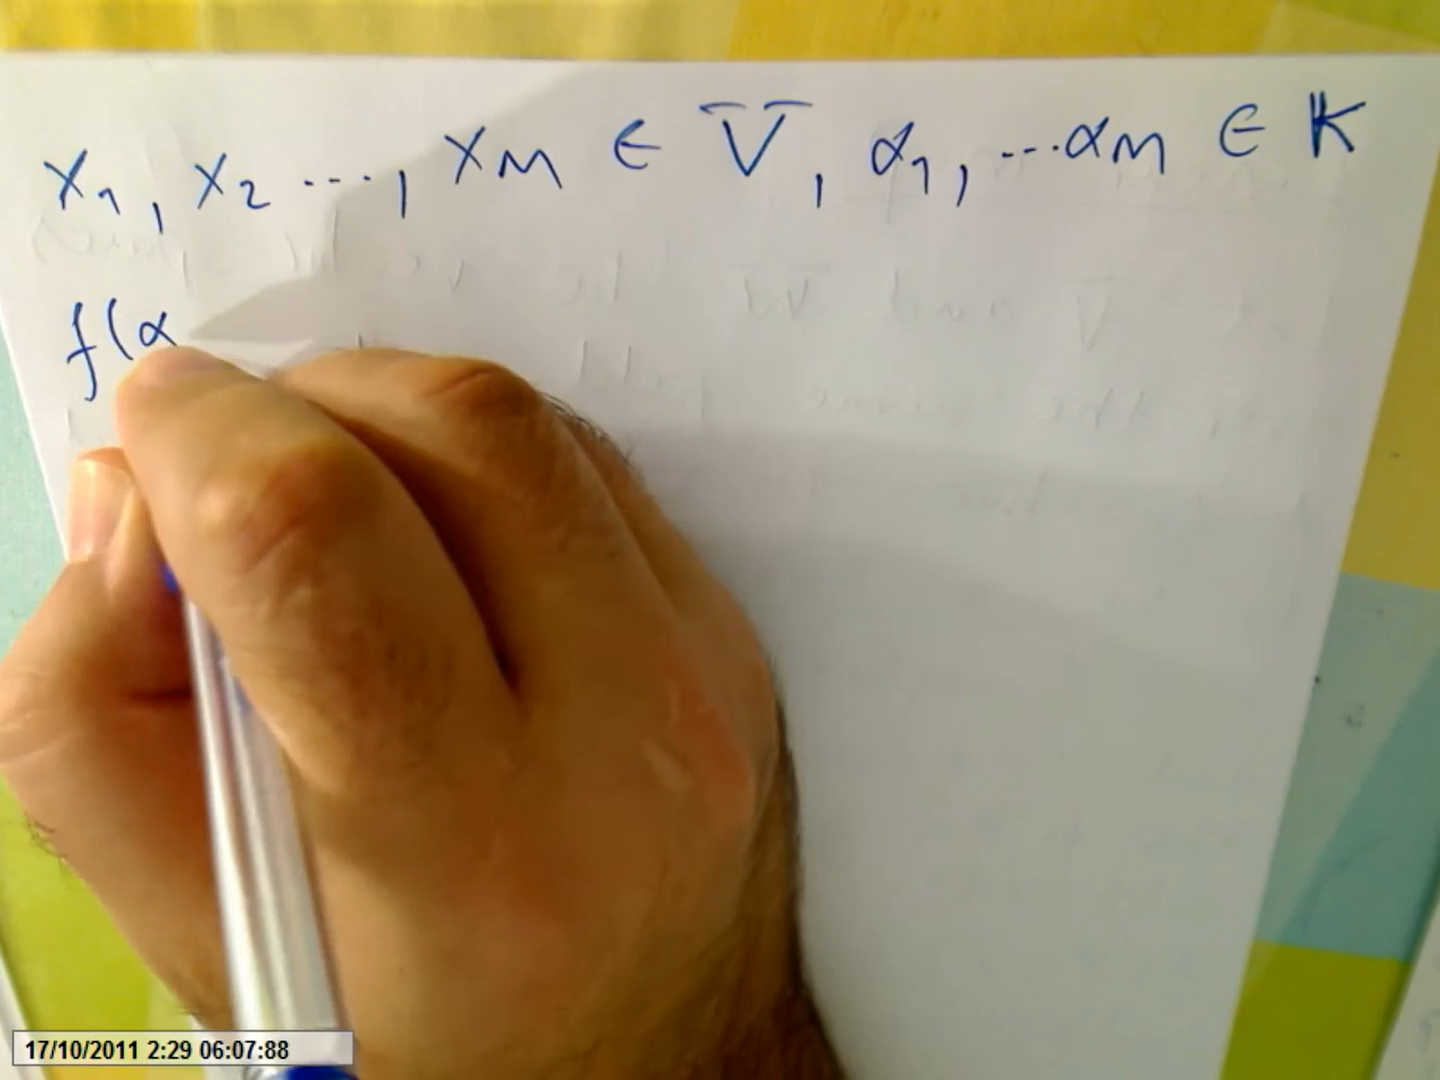 x₁, x₂ ..., xₘ ∈ V, α₁, ...αₘ ∈ K
f(α
17/10/2011 2:29 06:07:88